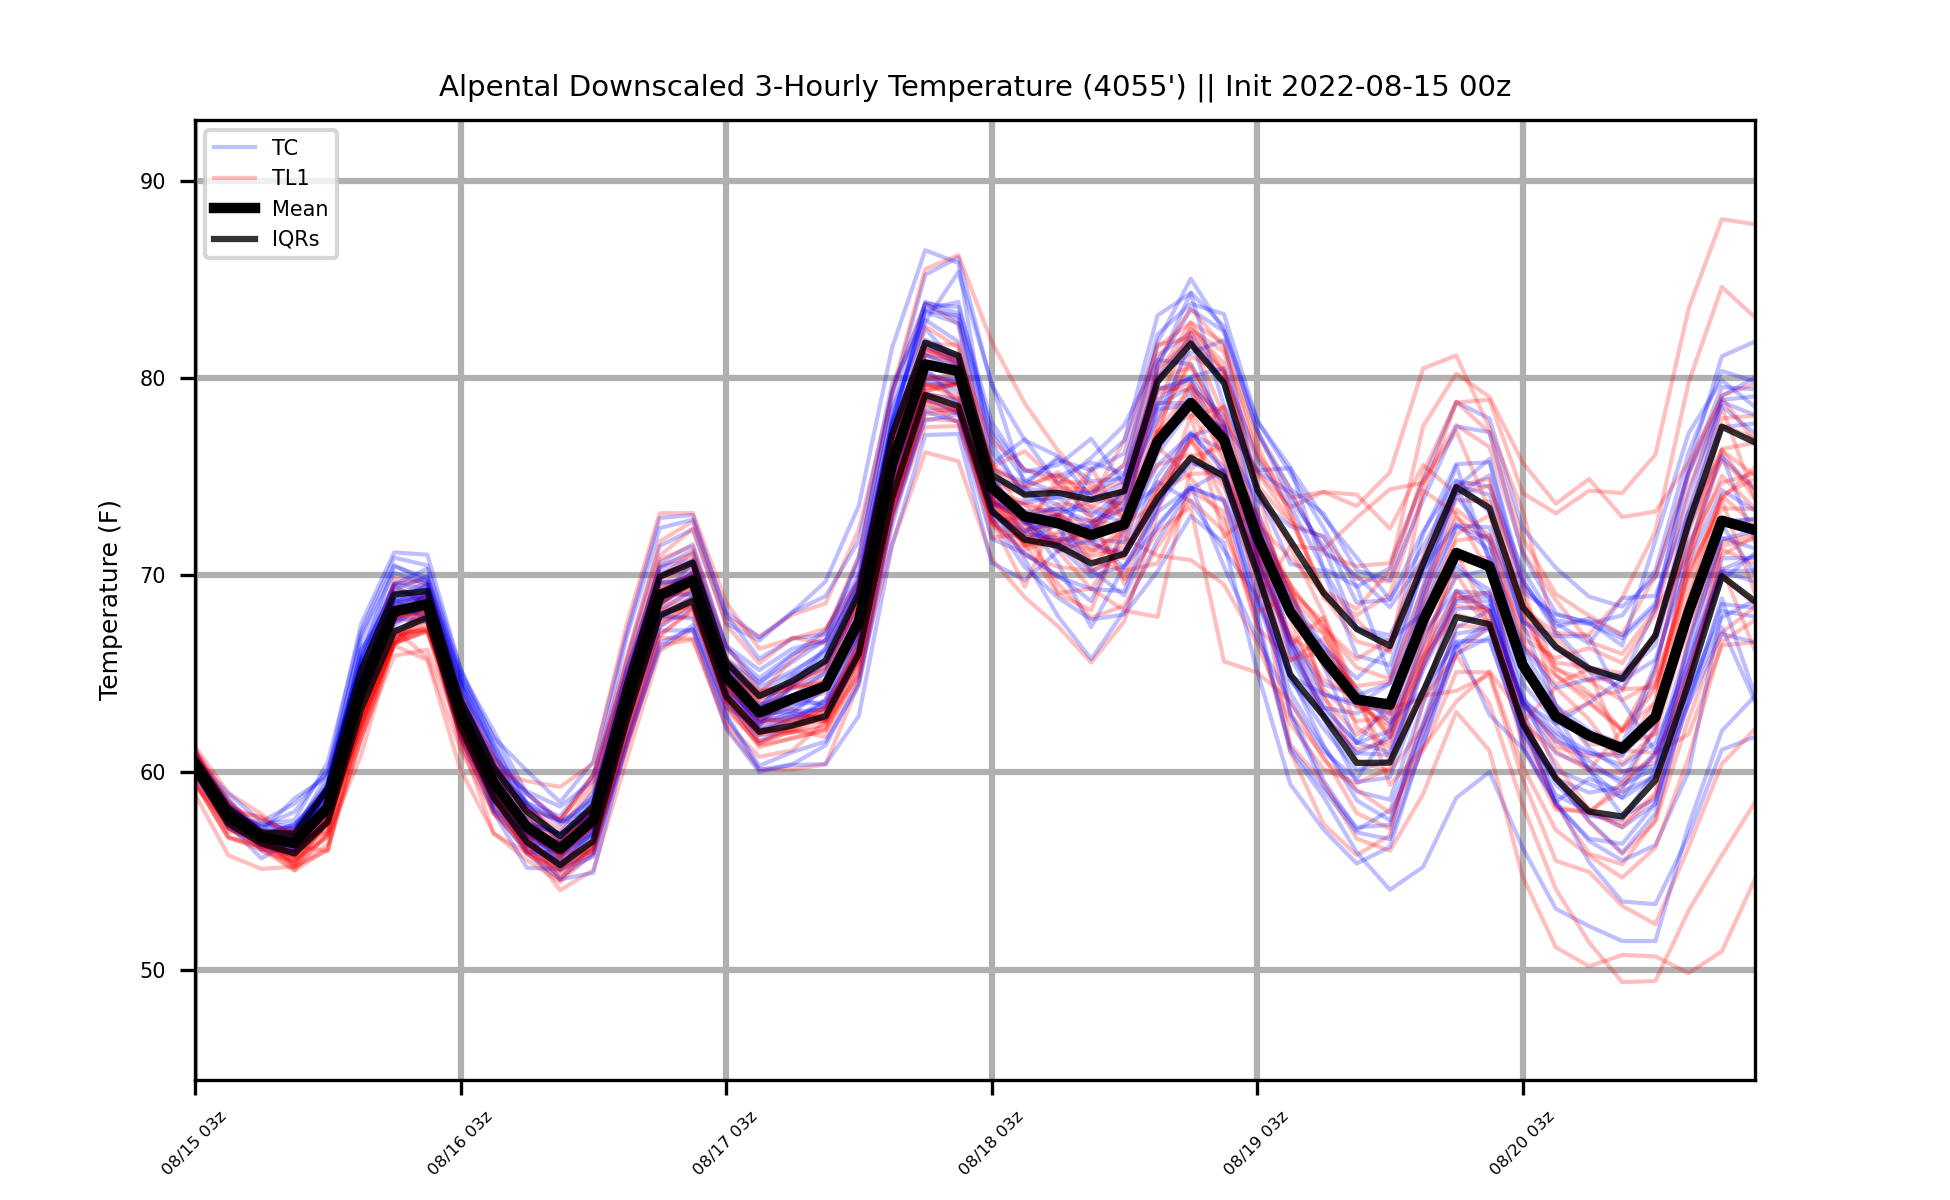 Alpental Downscaled 3-Hourly Temperature (4055') || Init 2022-08-15 00z
TC
TL1
Mean
IQRs
Temperature (F)
90
80
70
60
50
08/15 03z
08/16 03z
08/17 03z
08/18 03z
08/19 03z
08/20 03z